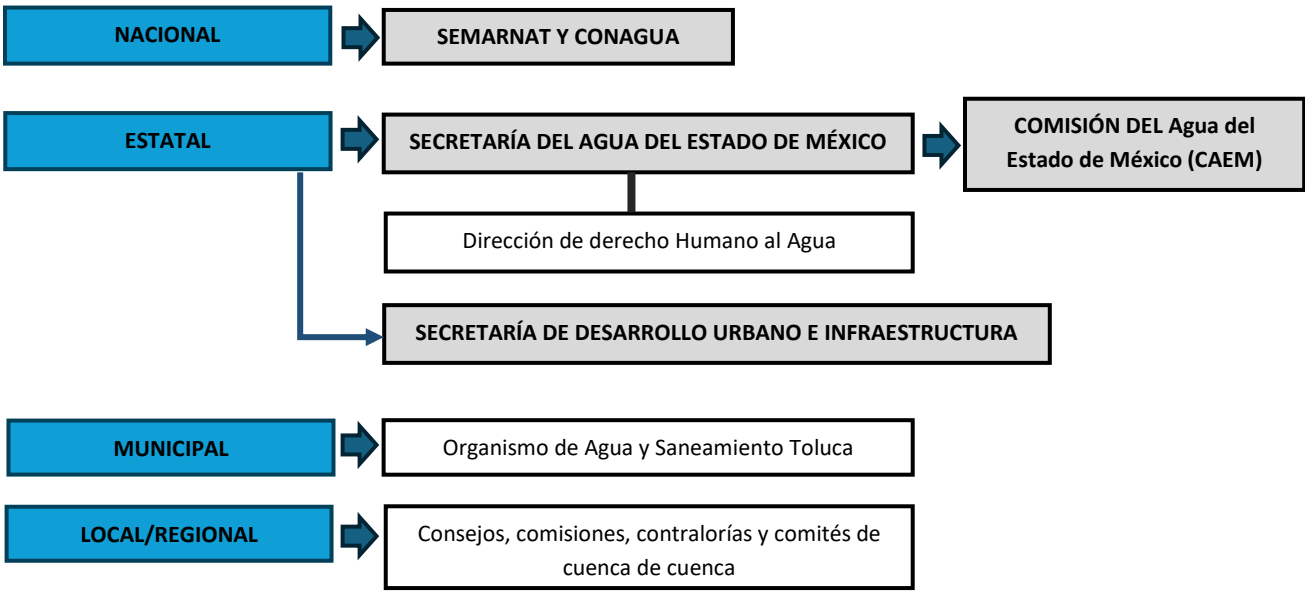 NACIONAL
SEMARNAT Y CONAGUA
ESTATAL
SECRETARÍA DEL AGUA DEL ESTADO DE MÉXICO
COMISIÓN DEL Agua del
Estado de México (CAEM)
Dirección de derecho Humano al Agua
SECRETARÍA DE DESARROLLO URBANO E INFRAESTRUCTURA
MUNICIPAL
Organismo de Agua y Saneamiento Toluca
LOCAL/REGIONAL
Consejos, comisiones, contralorías y comités de
cuenca de cuenca